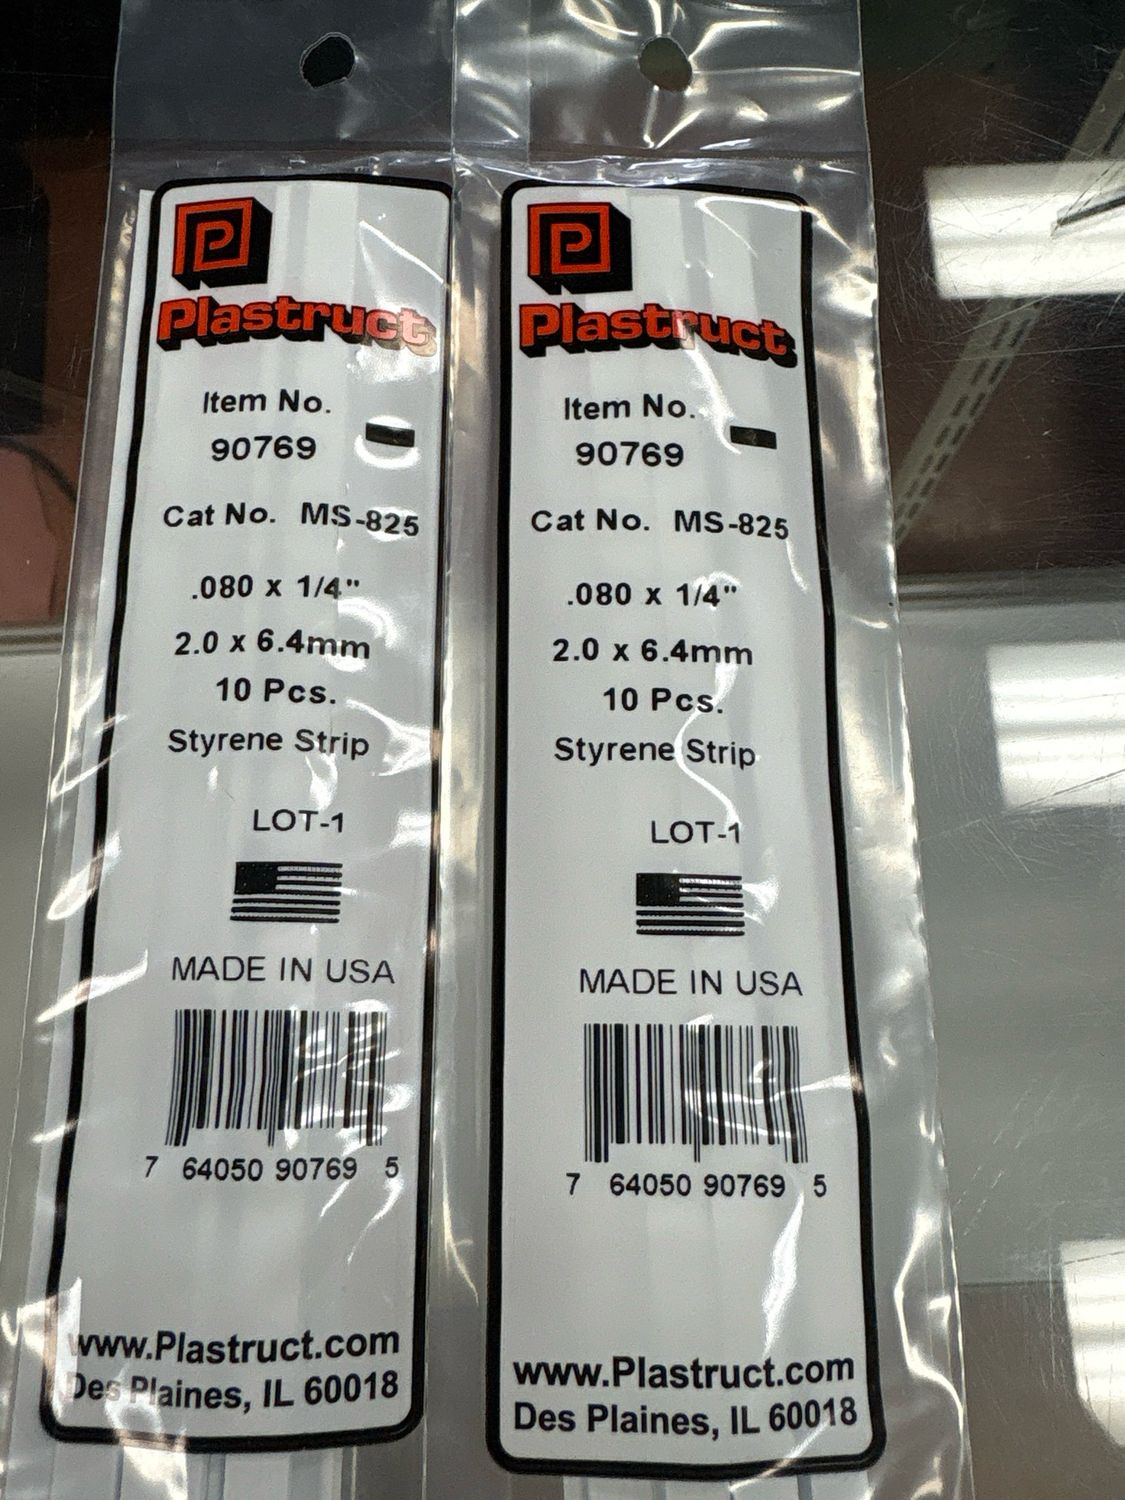 P
Plastruct
Item No.
90769
Cat No. MS-825
.080 x 1/4"
2.0 x 6.4mm
10 Pcs.
Styrene Strip
LOT-1
MADE IN USA
7 64050 90769 5
www.Plastruct.com
Des Plaines, IL 60018
P
Plastruct
Item No.
90769
Cat No. MS-825
.080 x 1/4"
2.0 x 6.4mm
10 Pcs.
Styrene Strip
LOT-1
MADE IN USA
7 64050 90769 5
www.Plastruct.com
Des Plaines, IL 60018